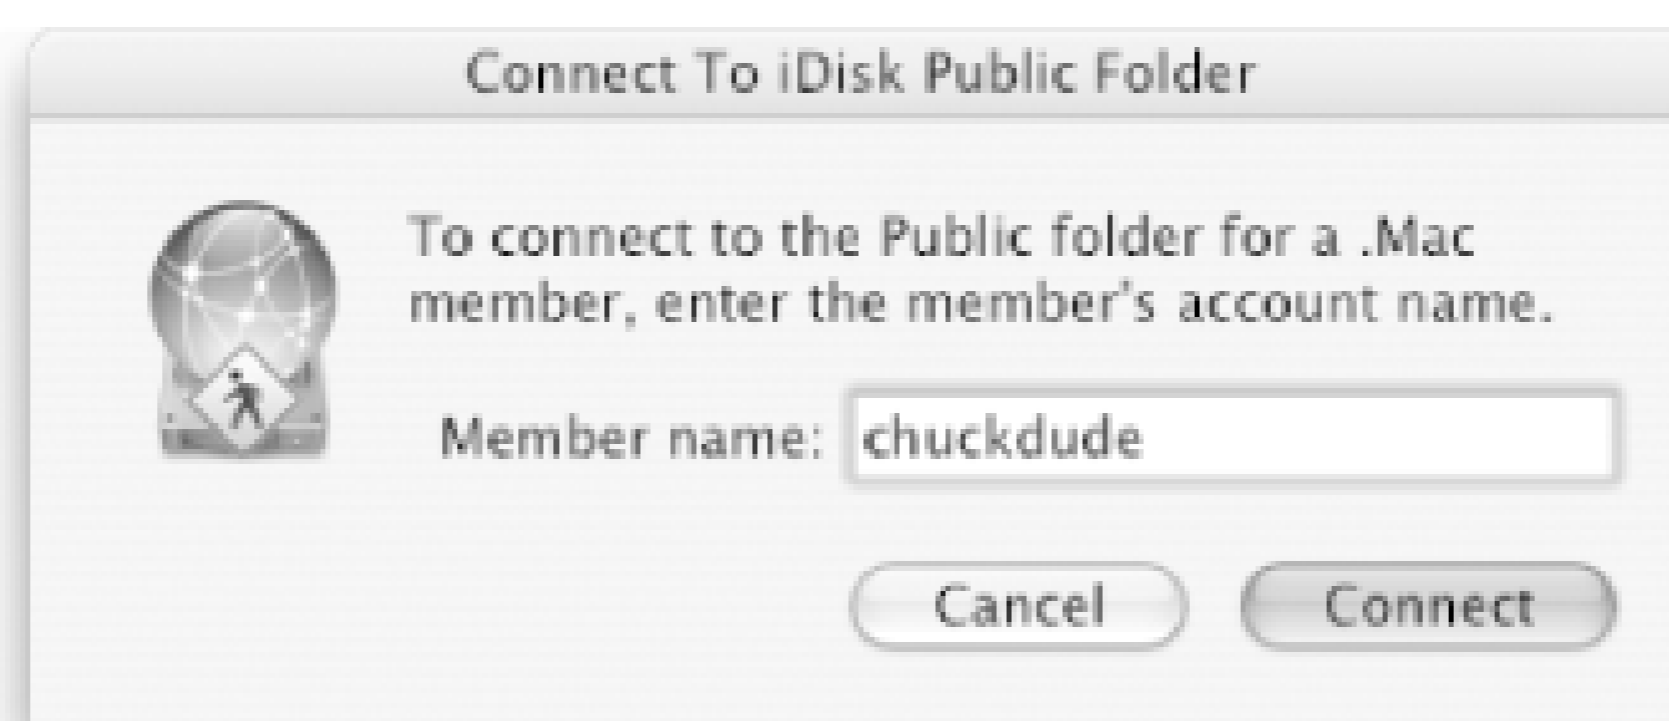 Connect To iDisk Public Folder
To connect to the Public folder for a .Mac
member, enter the member's account name.
Member name: chuckdude
Cancel Connect